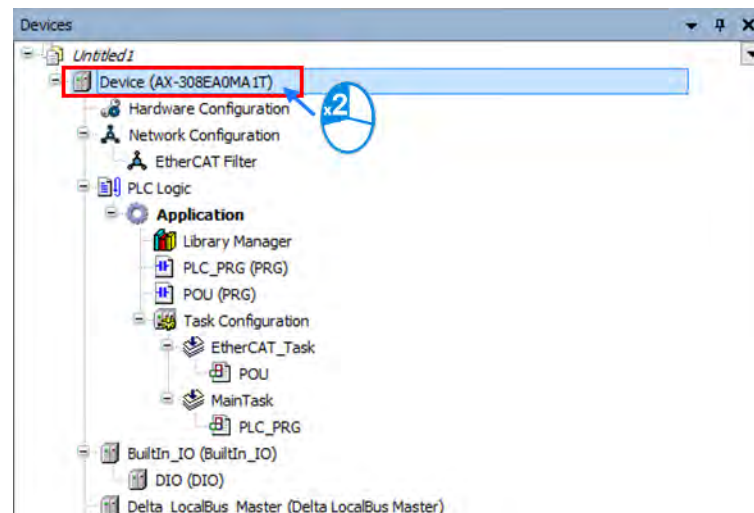 Devices
Untitled1
Device (AX-308EA0MA1T)
x2
Hardware Configuration
Network Configuration
EtherCAT Filter
PLC Logic
Application
Library Manager
PLC_PRG (PRG)
POU (PRG)
Task Configuration
EtherCAT_Task
POU
MainTask
PLC_PRG
BuiltIn_IO (BuiltIn_IO)
DIO (DIO)
Delta_LocalBus_Master (Delta LocalBus Master)